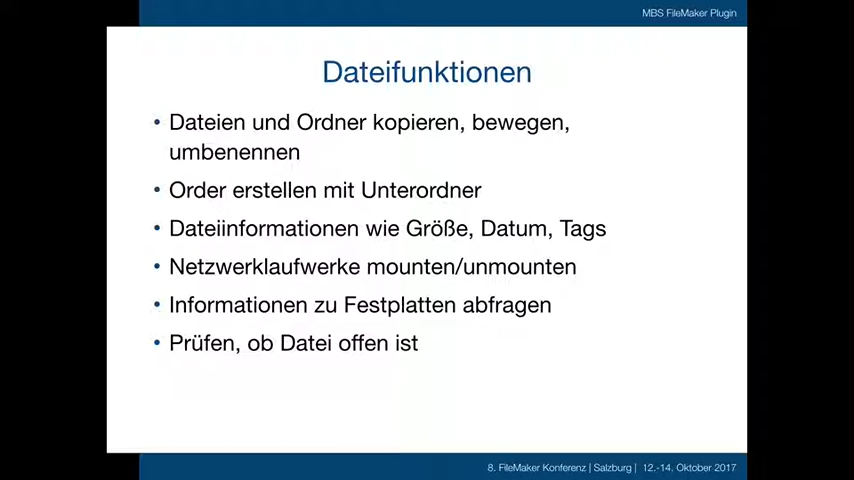 MBS FileMaker Plugin
Dateifunktionen
• Dateien und Ordner kopieren, bewegen,
umbenennen
• Order erstellen mit Unterordner
• Dateiinformationen wie Größe, Datum, Tags
• Netzwerklaufwerke mounten/unmounten
• Informationen zu Festplatten abfragen
• Prüfen, ob Datei offen ist
8. FileMaker Konferenz | Salzburg | 12.-14. Oktober 2017